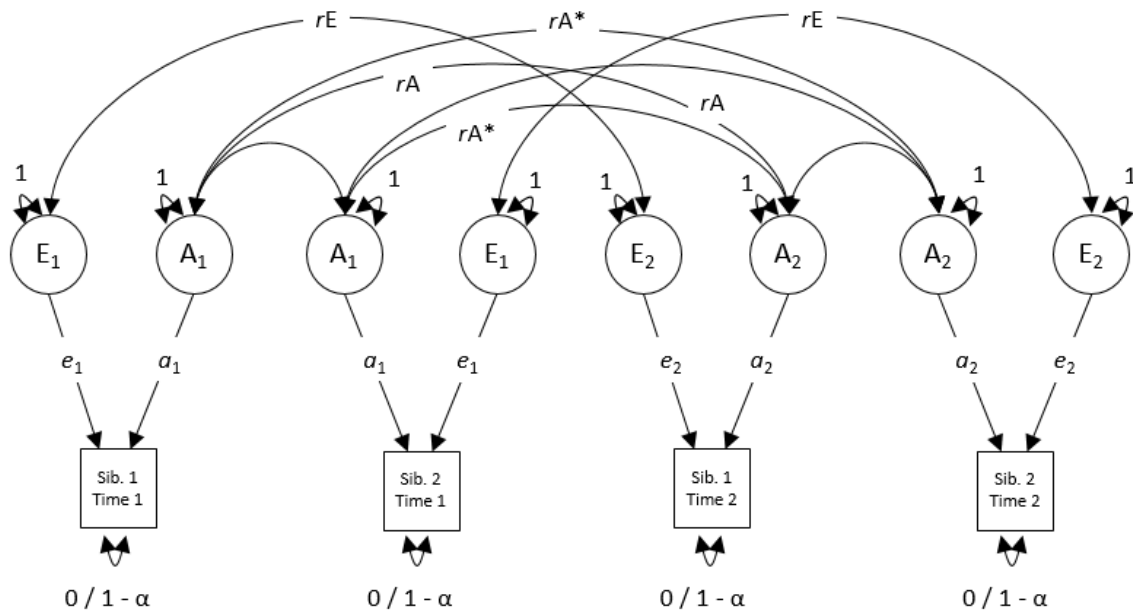 rE rA* rE
rA rA
rA*
1 1 1 1 1 1 1 1
E₁ A₁ A₁ E₁ E₂ A₂ A₂ E₂
e₁ a₁ a₁ e₁ e₂ a₂ a₂ e₂
Sib. 1 Sib. 2 Sib. 1 Sib. 2
Time 1 Time 1 Time 2 Time 2
0 / 1 - α 0 / 1 - α 0 / 1 - α 0 / 1 - α